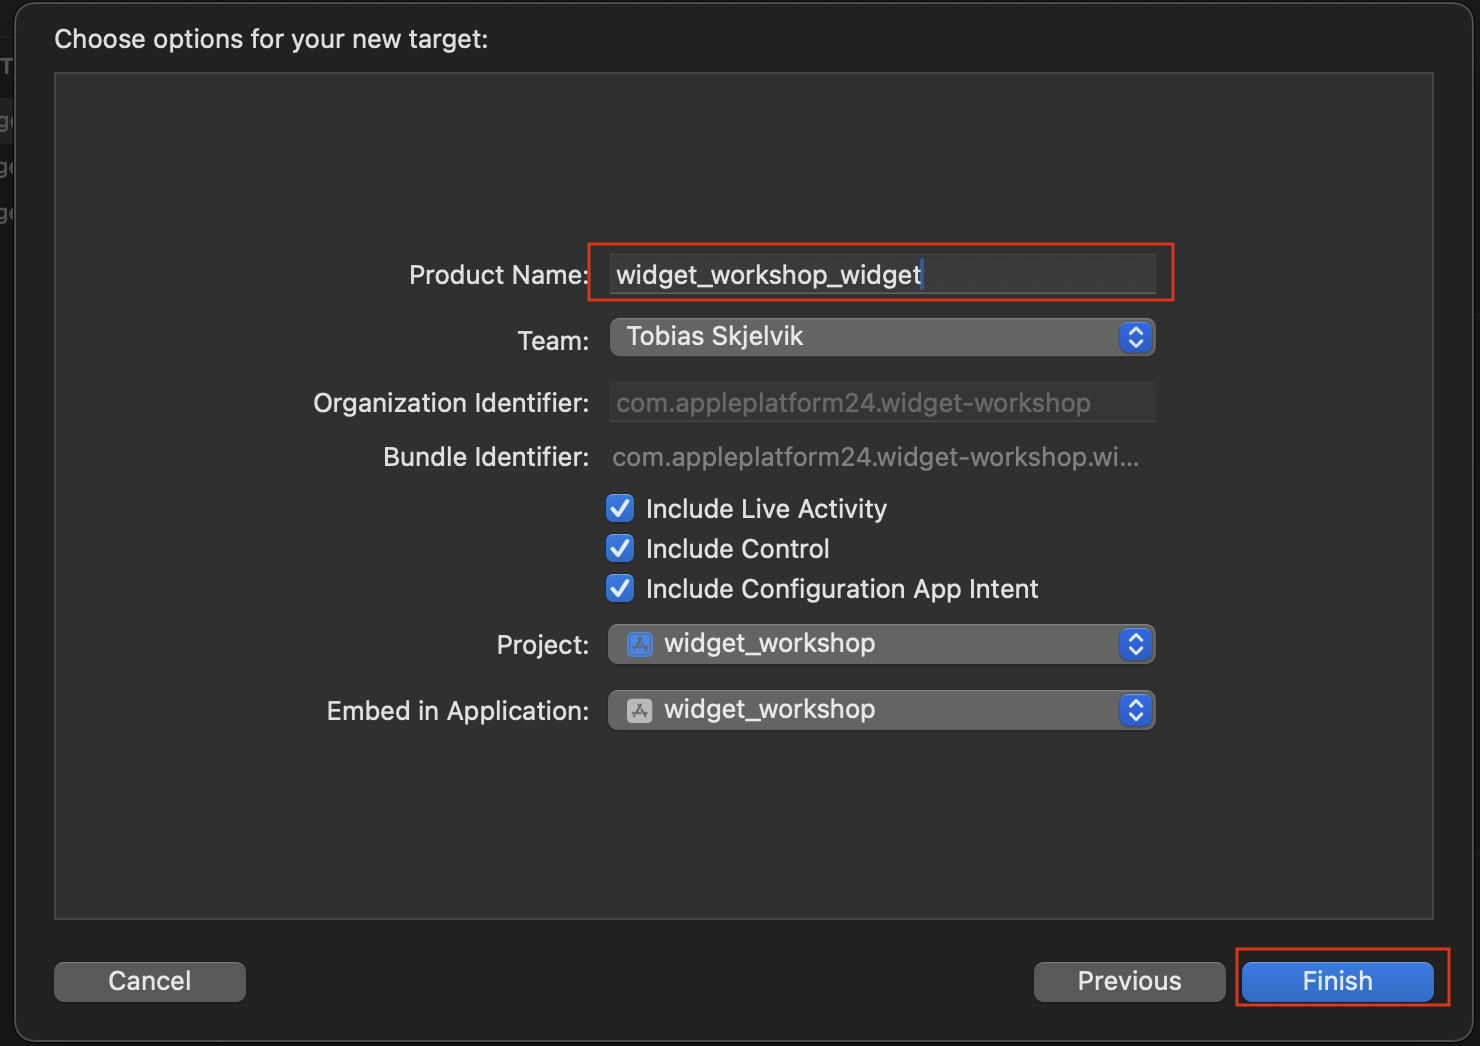 Choose options for your new target:
Product Name: widget_workshop_widget
Team: Tobias Skjelvik
Organization Identifier: com.appleplatform24.widget-workshop
Bundle Identifier: com.appleplatform24.widget-workshop.wi...
Include Live Activity
Include Control
Include Configuration App Intent
Project: widget_workshop
Embed in Application: widget_workshop
Cancel Previous Finish